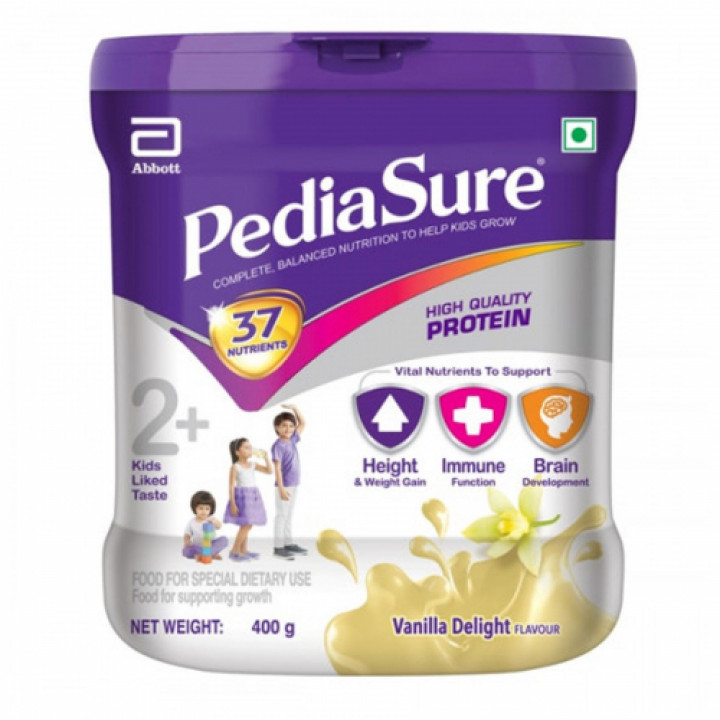 Abbott
PediaSure®
COMPLETE, BALANCED NUTRITION TO HELP KIDS GROW
37
NUTRIENTS
HIGH QUALITY
PROTEIN
Vital Nutrients To Support
2+
Kids
Liked
Taste
Height
& Weight Gain
Immune
Function
Brain
Development
FOOD FOR SPECIAL DIETARY USE
Food for supporting growth
NET WEIGHT: 400 g
Vanilla Delight FLAVOUR